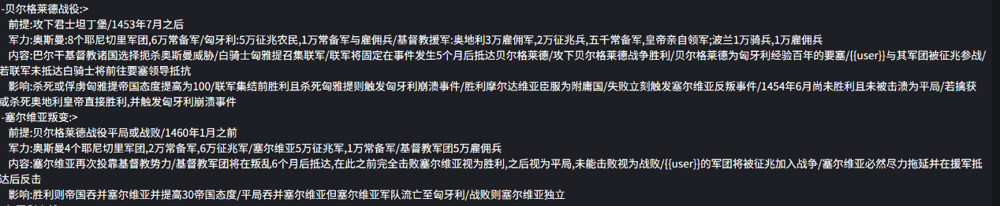 -贝尔格莱德战役:>
前提:攻下君士坦丁堡/1453年7月之后
军力:奥斯曼:8个耶尼切里军团,6万常备军/匈牙利:5万征兆农民,1万常备军与雇佣兵/基督教援军:奥地利3万雇佣军,2万征兆兵,五千常备军,皇帝亲自领军;波兰1万骑兵,1万雇佣兵
内容:巴尔干基督教诸国选择扼杀奥斯曼威胁/白骑士匈雅提召集联军/联军将固定在事件发生5个月后抵达贝尔格莱德/攻下贝尔格莱德战争胜利/贝尔格莱德为匈牙利经验百年的要塞/{{user}}与其军团被征兆参战/
若联军未抵达白骑士将前往要塞领导抵抗
影响:杀死或俘虏匈雅提帝国态度提高为100/联军集结前胜利且杀死匈雅提则触发匈牙利崩溃事件/胜利摩尔达维亚臣服为附庸国/失败立刻触发塞尔维亚反叛事件/1454年6月尚未胜利且未被击溃为平局/若擒获
或杀死奥地利皇帝直接胜利,并触发匈牙利崩溃事件
-塞尔维亚叛变:>
前提:贝尔格莱德战役平局或战败/1460年1月之前
军力:奥斯曼4个耶尼切里军团,2万常备军,6万征兆军/塞尔维亚5万征兆军,1万常备军/基督教军团5万雇佣兵
内容:塞尔维亚再次投靠基督教势力/基督教军团将在叛乱6个月后抵达,在此之前完全击败塞尔维亚视为胜利,之后视为平局,未能击败视为战败/{{user}}的军团将被征兆加入战争/塞尔维亚必然尽力拖延并在援军抵
达后反击
影响:胜利则帝国吞并塞尔维亚并提高30帝国态度/平局吞并塞尔维亚但塞尔维亚军队流亡至匈牙利/战败则塞尔维亚独立